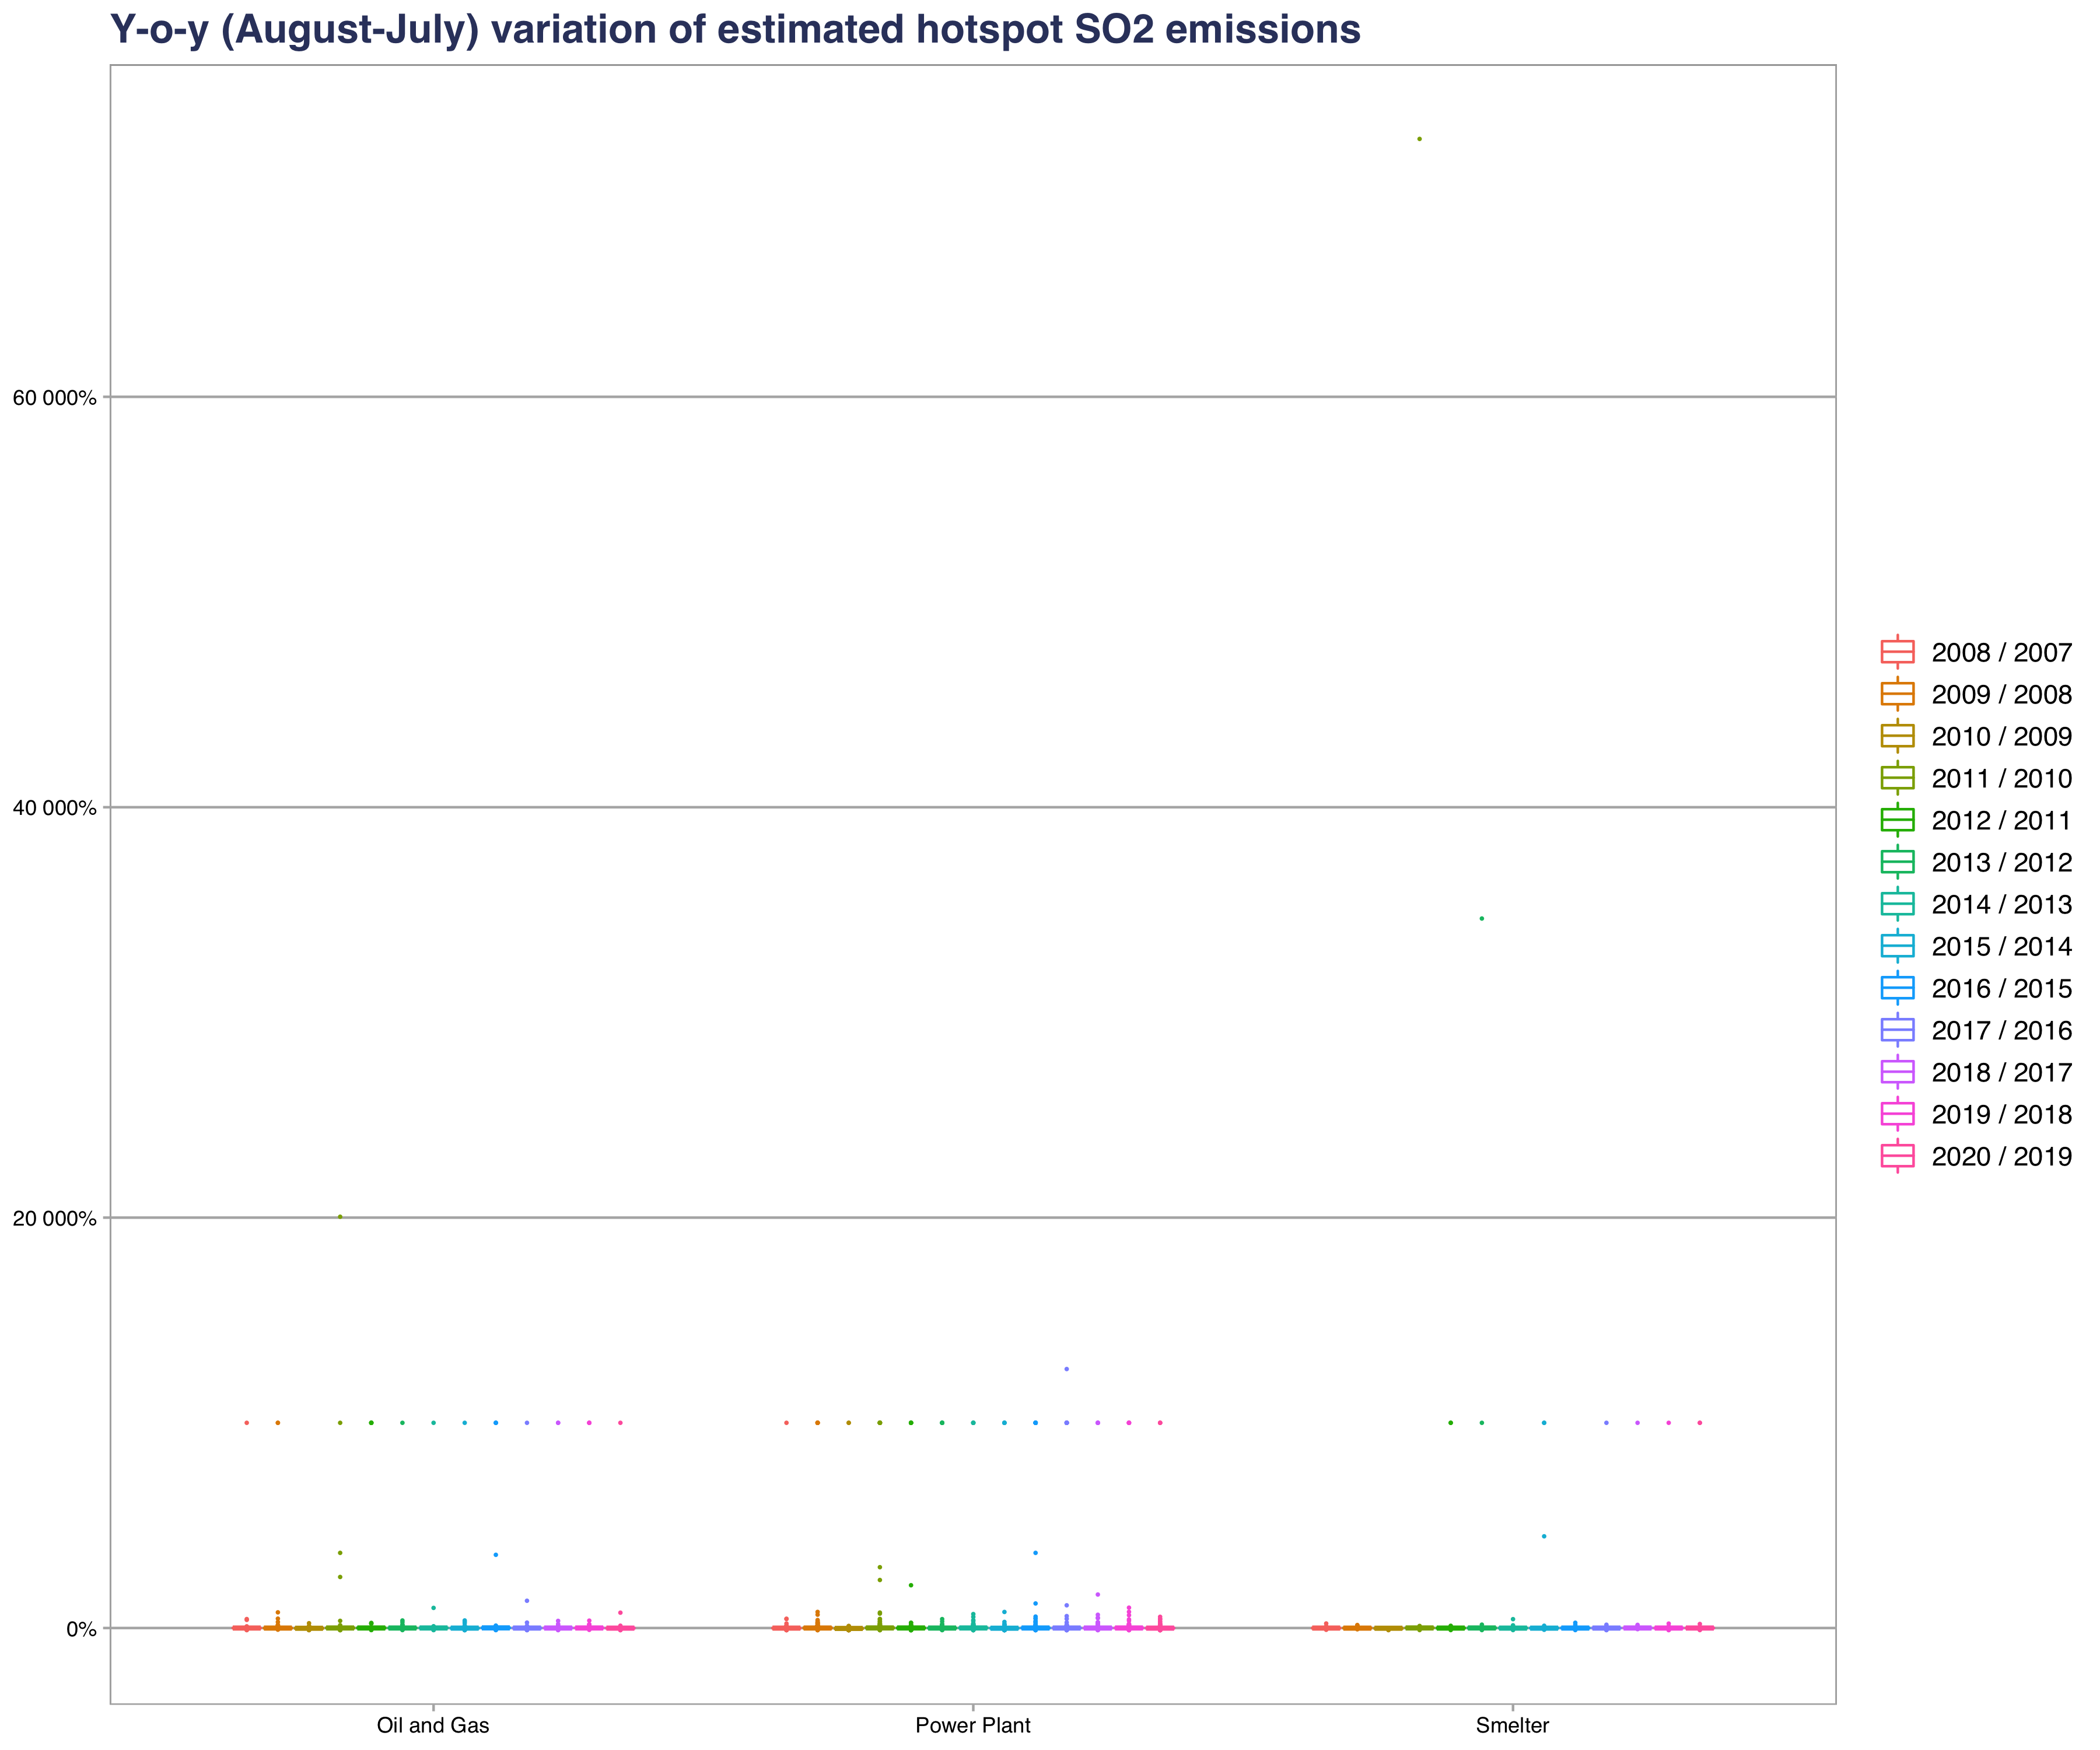 Y-o-y (August-July) variation of estimated hotspot SO2 emissions
60 000%
40 000%
20 000%
0%
Oil and Gas
Power Plant
Smelter
2008 / 2007
2009 / 2008
2010 / 2009
2011 / 2010
2012 / 2011
2013 / 2012
2014 / 2013
2015 / 2014
2016 / 2015
2017 / 2016
2018 / 2017
2019 / 2018
2020 / 2019